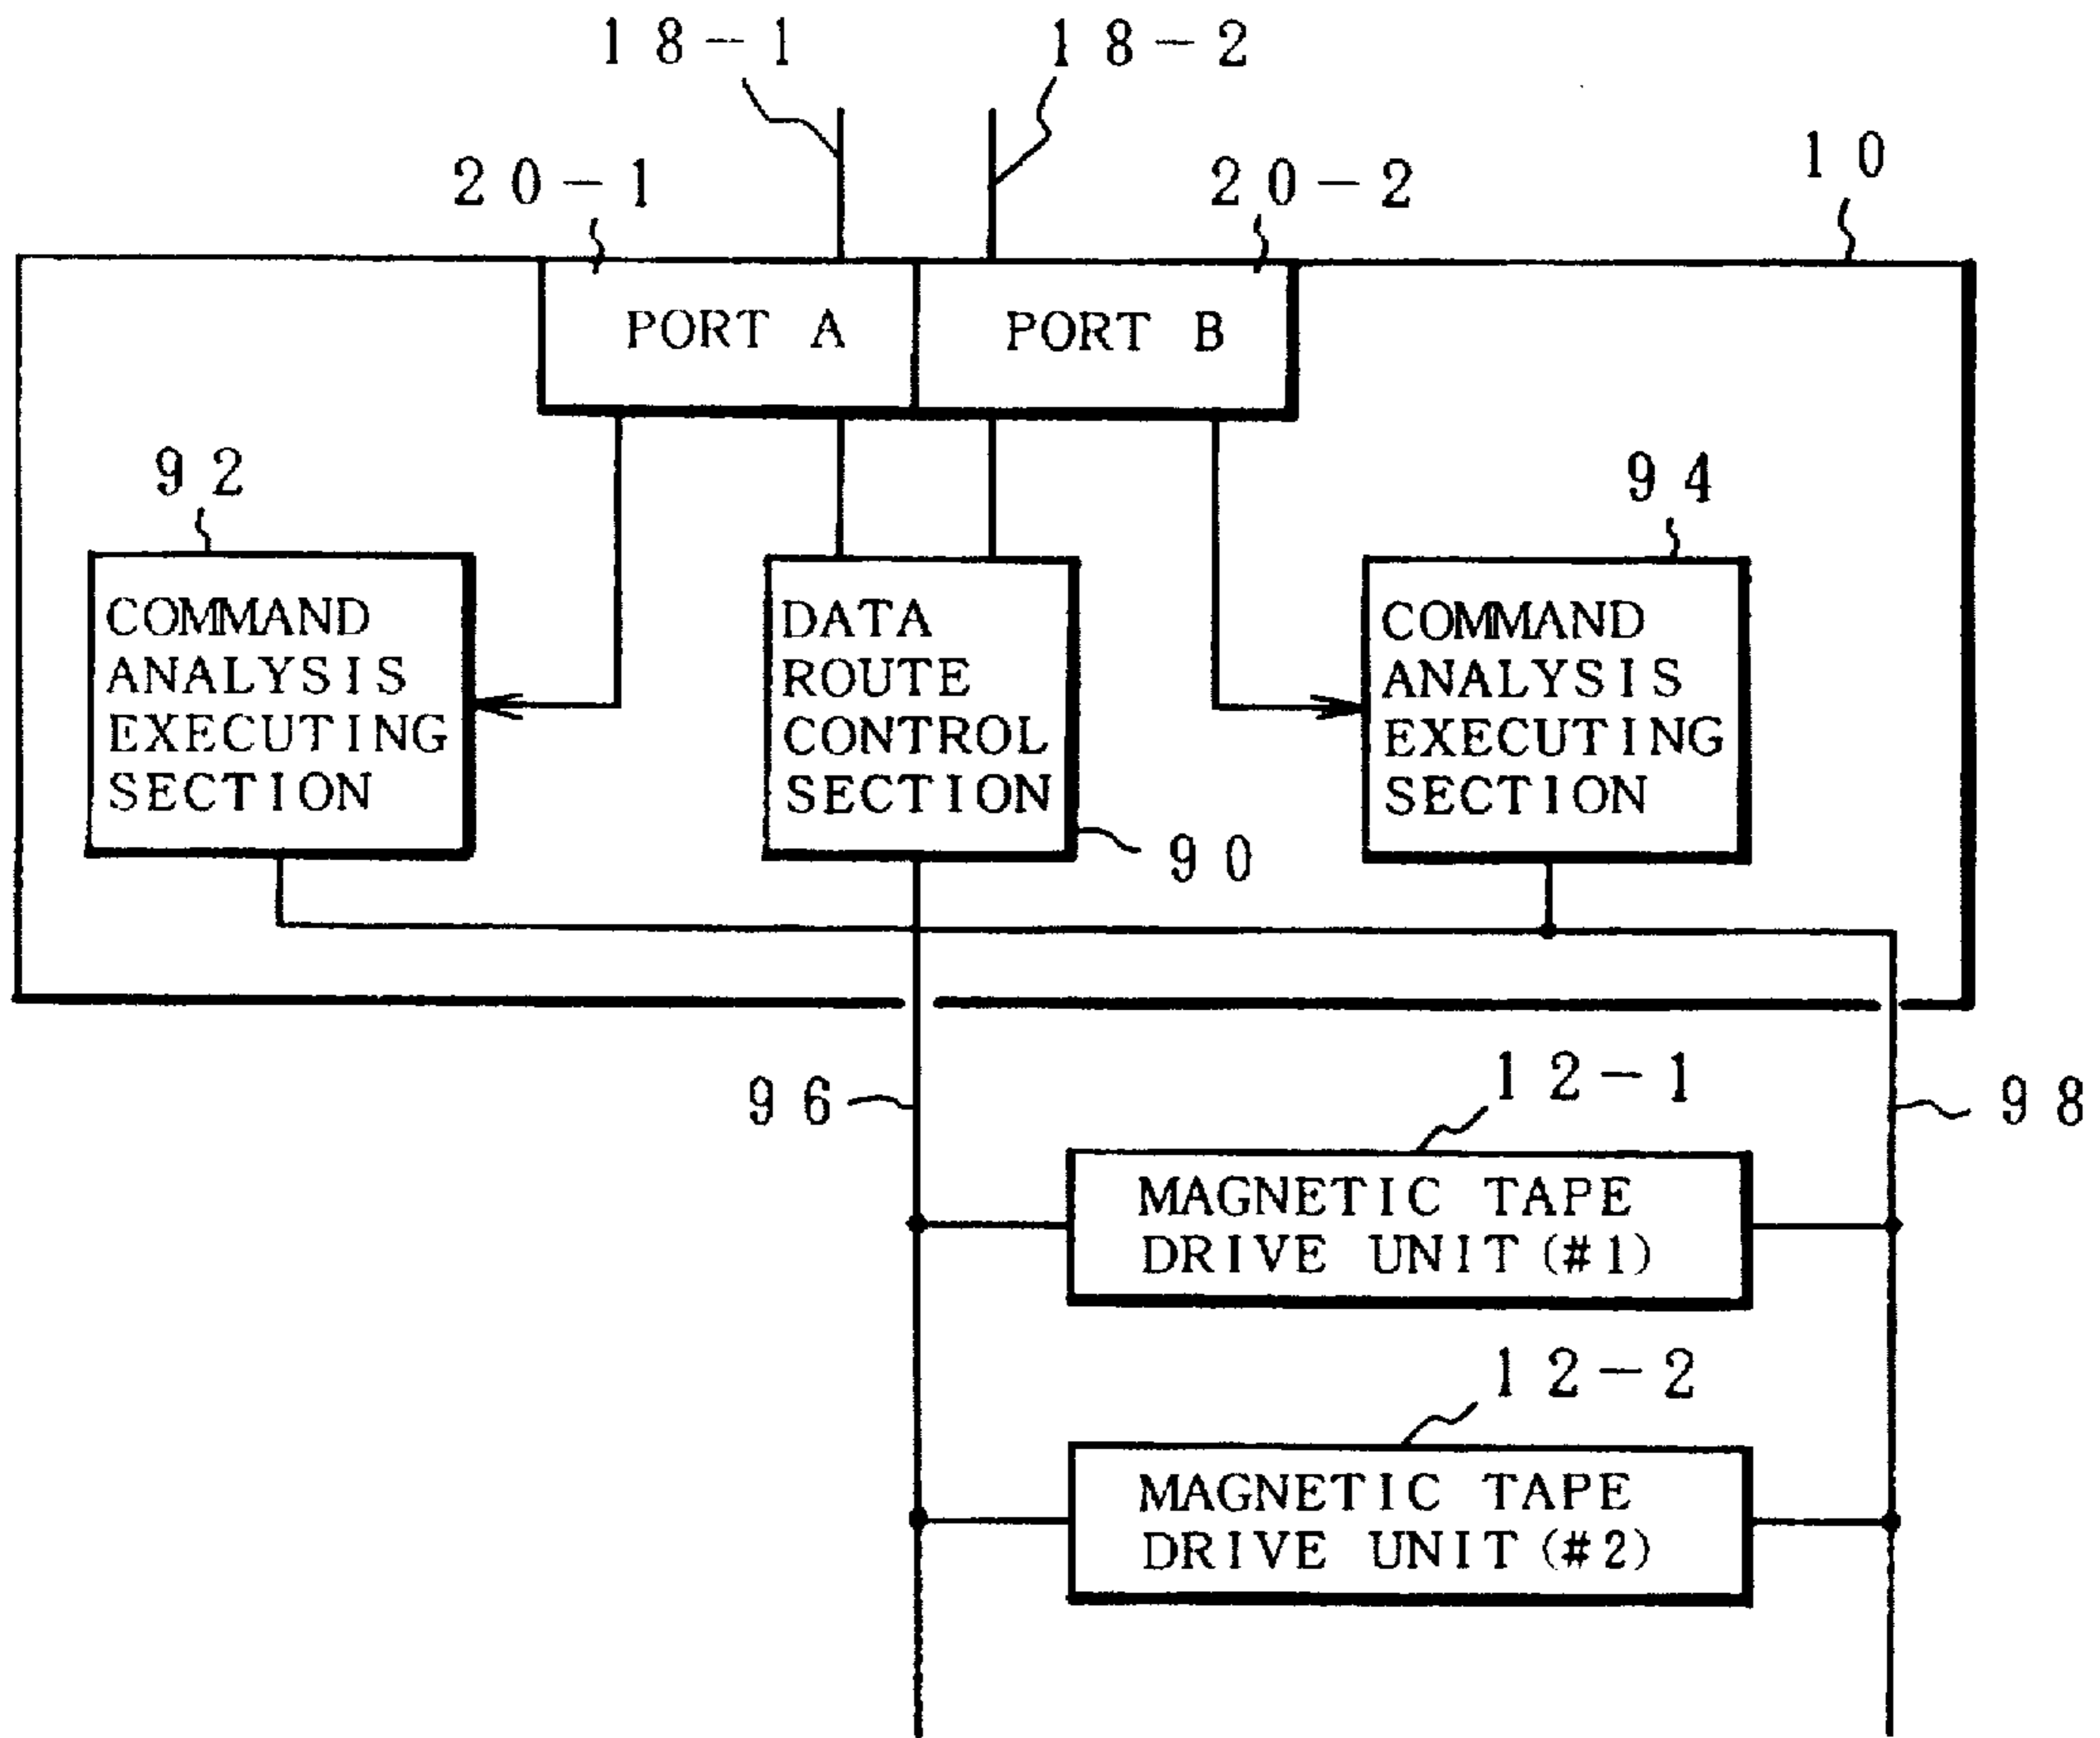 18-1
18-2
20-1
20-2
10
PORT A
PORT B
92
94
COMMAND
ANALYSIS
EXECUTING
SECTION
DATA
ROUTE
CONTROL
SECTION
COMMAND
ANALYSIS
EXECUTING
SECTION
90
96
98
12-1
MAGNETIC TAPE
DRIVE UNIT (#1)
12-2
MAGNETIC TAPE
DRIVE UNIT (#2)